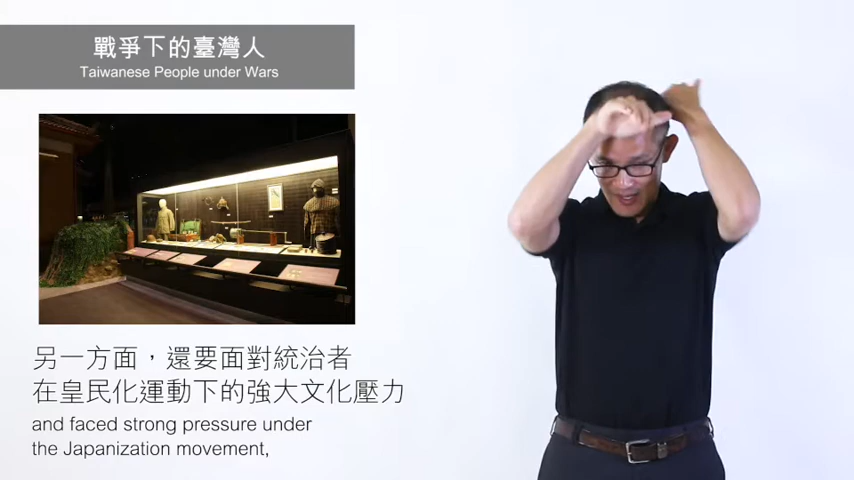 戰爭下的臺灣人
Taiwanese People under Wars
另一方面，還要面對統治者
在皇民化運動下的強大文化壓力
and faced strong pressure under
the Japanization movement,